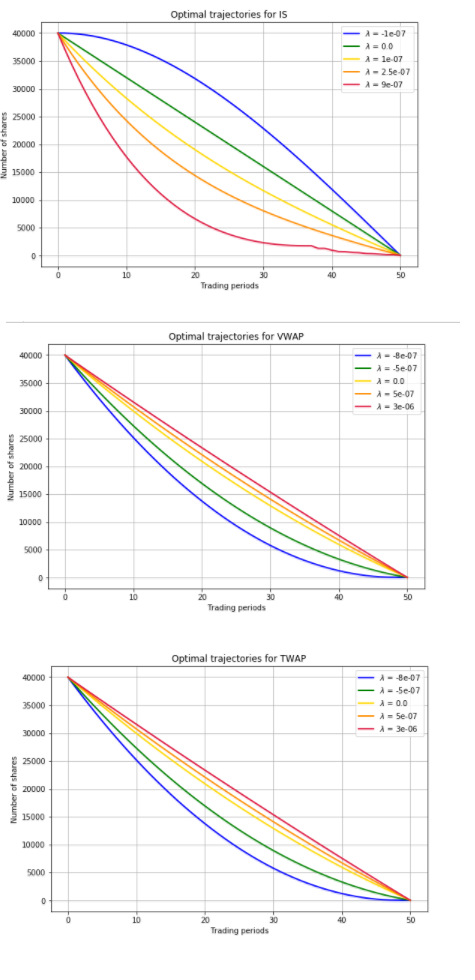 Optimal trajectories for IS
40000
35000
30000
25000
20000
15000
10000
5000
0
Number of shares
λ = -1e-07
λ = 0.0
λ = 1e-07
λ = 2.5e-07
λ = 9e-07
0 10 20 30 40 50
Trading periods
Optimal trajectories for VWAP
40000
35000
30000
25000
20000
15000
10000
5000
0
Number of shares
λ = -8e-07
λ = -5e-07
λ = 0.0
λ = 5e-07
λ = 3e-06
0 10 20 30 40 50
Trading periods
Optimal trajectories for TWAP
40000
35000
30000
25000
20000
15000
10000
5000
0
Number of shares
λ = -8e-07
λ = -5e-07
λ = 0.0
λ = 5e-07
λ = 3e-06
0 10 20 30 40 50
Trading periods